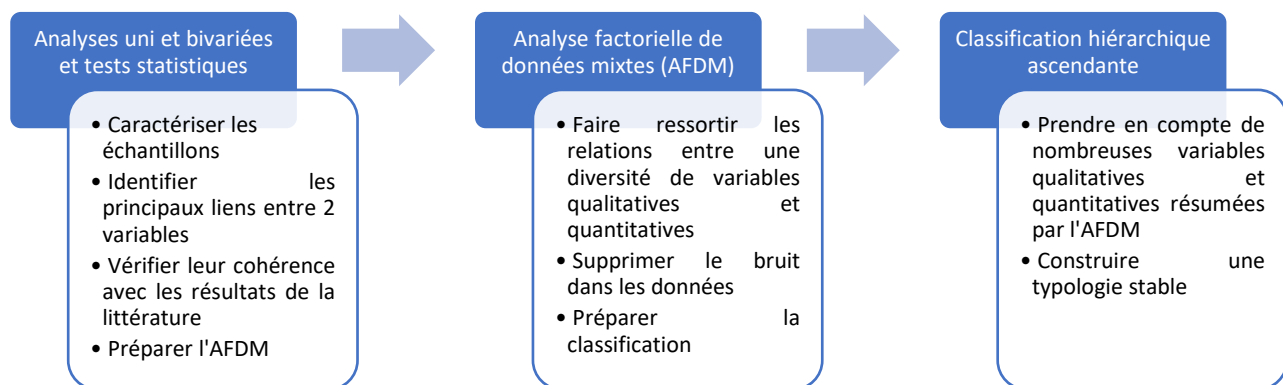 Analyses uni et bivariées
et tests statistiques
• Caractériser les
échantillons
• Identifier les
principaux liens entre 2
variables
• Vérifier leur cohérence
avec les résultats de la
littérature
• Préparer l'AFDM
Analyse factorielle de
données mixtes (AFDM)
• Faire ressortir les
relations entre une
diversité de variables
qualitatives et
quantitatives
• Supprimer le bruit
dans les données
• Préparer la
classification
Classification hiérarchique
ascendante
• Prendre en compte de
nombreuses variables
qualitatives et
quantitatives résumées
par l'AFDM
• Construire une
typologie stable